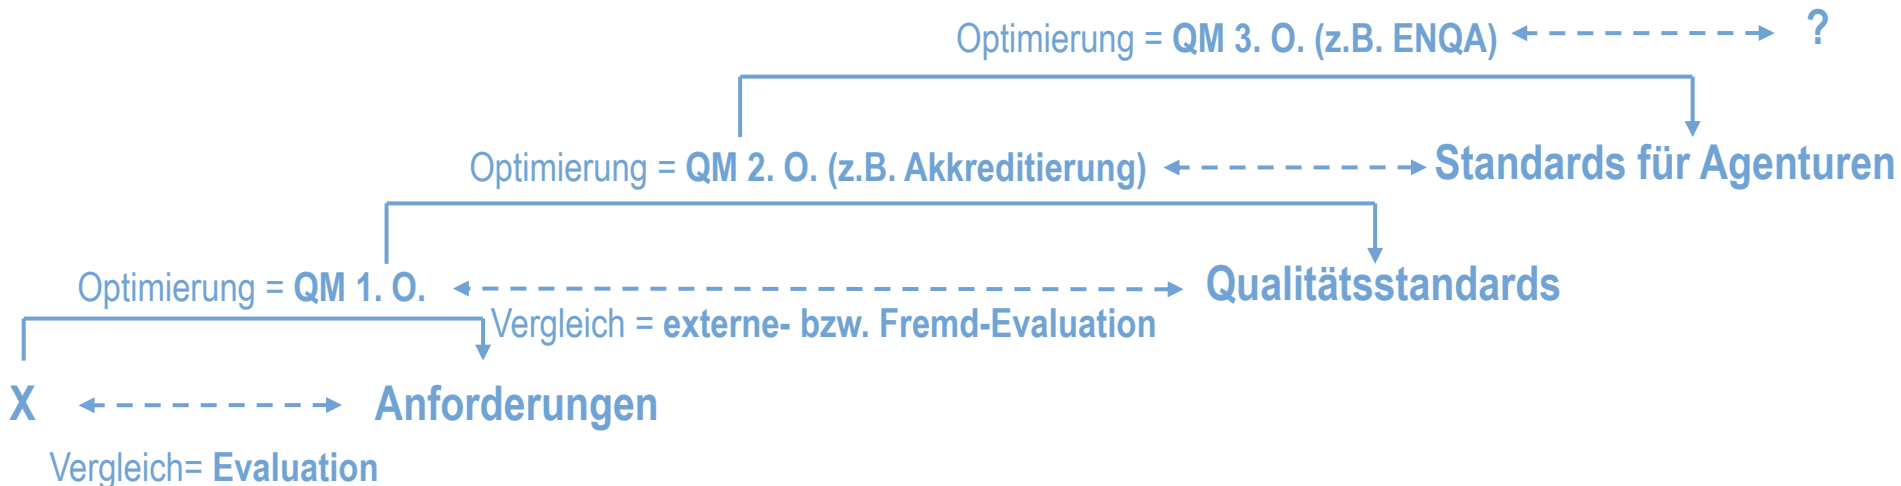 Optimierung = QM 3. O. (z.B. ENQA) ?
Optimierung = QM 2. O. (z.B. Akkreditierung) Standards für Agenturen
Optimierung = QM 1. O. Qualitätsstandards
Vergleich = externe- bzw. Fremd-Evaluation
X Anforderungen
Vergleich= Evaluation